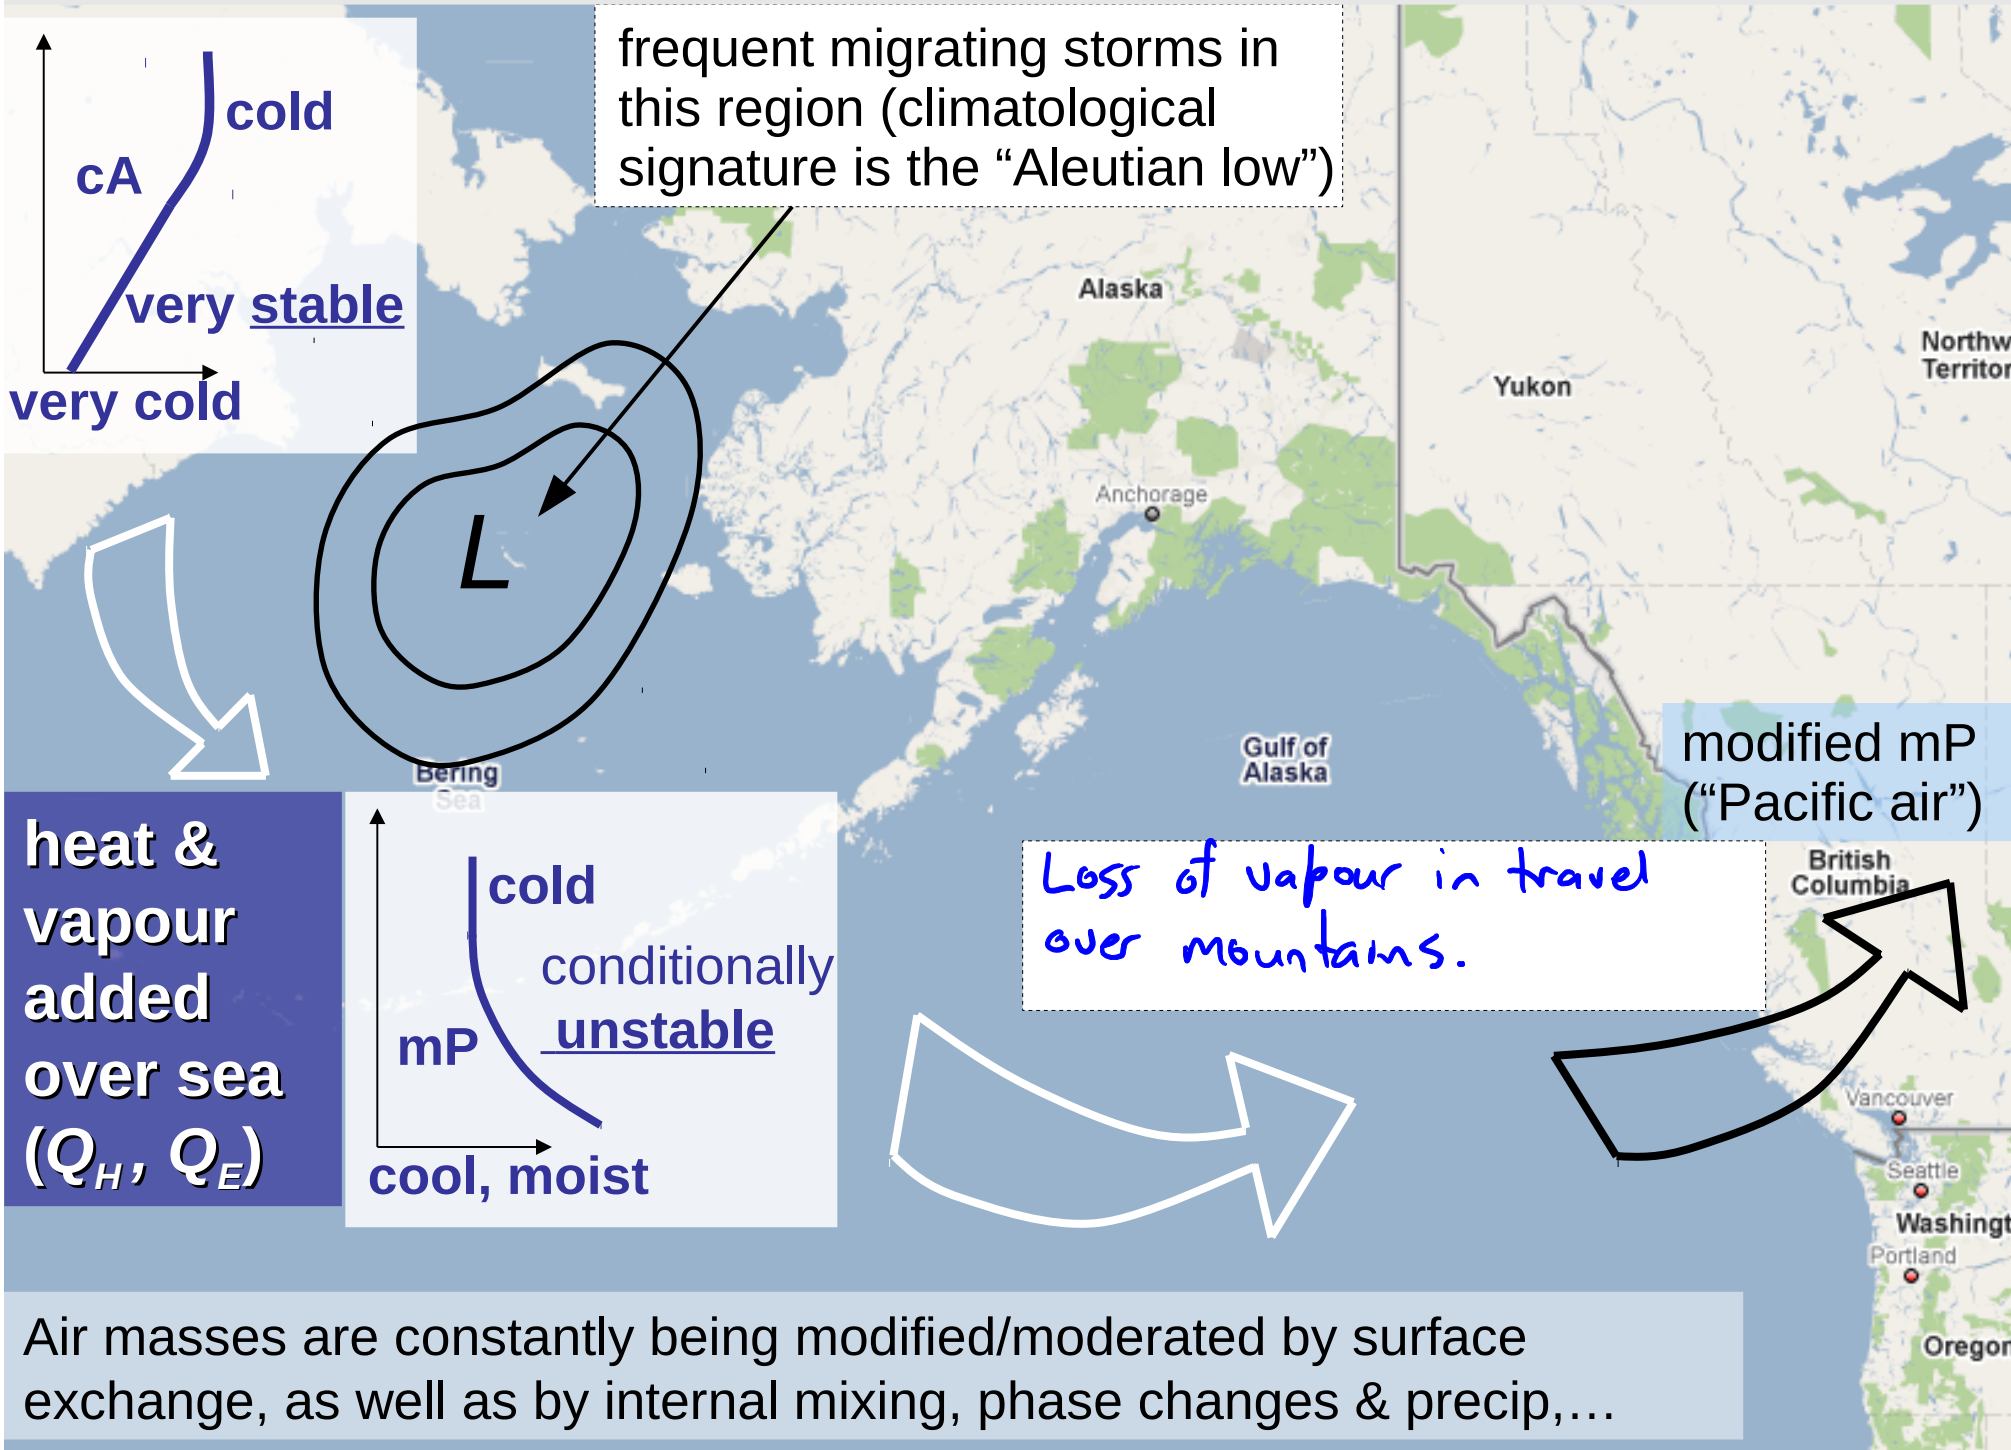 frequent migrating storms in
this region (climatological
signature is the “Aleutian low”)
cold
cA
very stable
very cold
Alaska
Yukon
Northw
Territor
Anchorage
L
Bering
Sea
Gulf of
Alaska
modified mP
(“Pacific air”)
British
Columbia
heat &
vapour
added
over sea
(QH, QE)
cold
conditionally
unstable
mP
cool, moist
Loss of vapour in travel
over mountains.
Vancouver
Seattle
Washingt
Portland
Oregon
Air masses are constantly being modified/moderated by surface
exchange, as well as by internal mixing, phase changes & precip,…